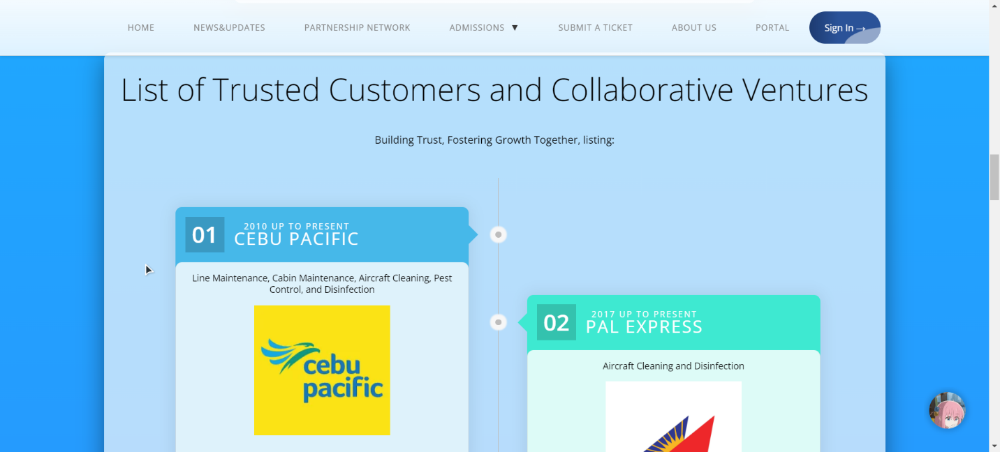 HOME NEWS&UPDATES PARTNERSHIP NETWORK ADMISSIONS ▼ SUBMIT A TICKET ABOUT US PORTAL Sign In →
List of Trusted Customers and Collaborative Ventures
Building Trust, Fostering Growth Together, listing:
01
2010 UP TO PRESENT
CEBU PACIFIC
Line Maintenance, Cabin Maintenance, Aircraft Cleaning, Pest
Control, and Disinfection
cebu
pacific
02
2017 UP TO PRESENT
PAL EXPRESS
Aircraft Cleaning and Disinfection